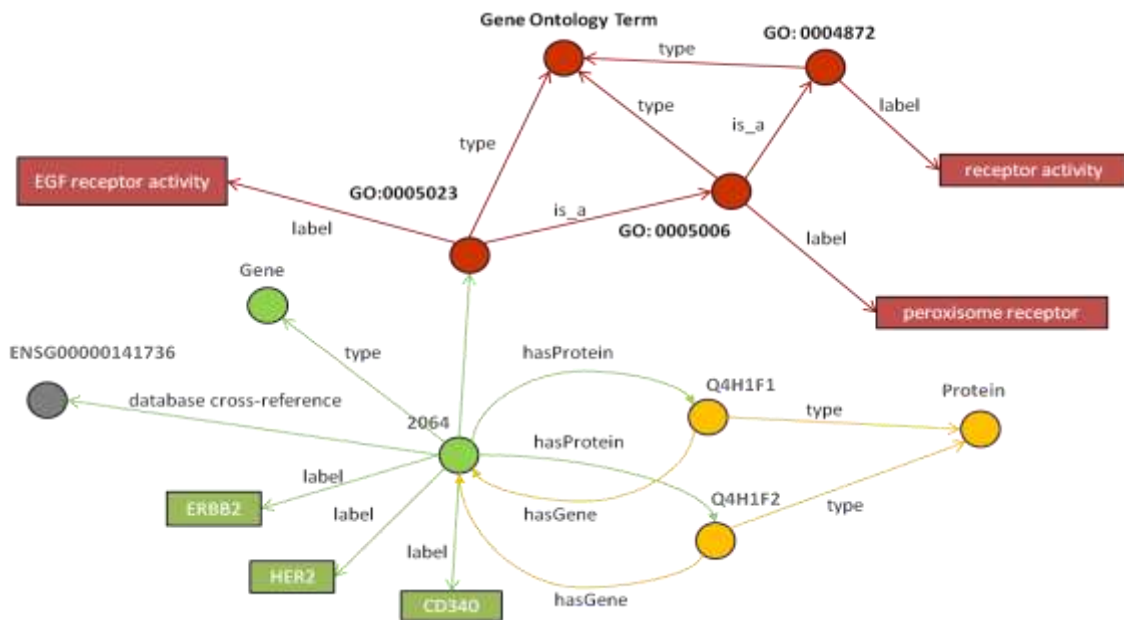 Gene Ontology Term
GO: 0004872
type
label
type
is_a
type
receptor activity
EGF receptor activity
GO:0005023
is_a
GO: 0005006
label
label
Gene
peroxisome receptor
ENSG00000141736
type
hasProtein
Q4H1F1
Protein
database cross-reference
type
2064
hasProtein
label
Q4H1F2
ERBB2
label
hasGene
type
label
HER2
CD340
hasGene